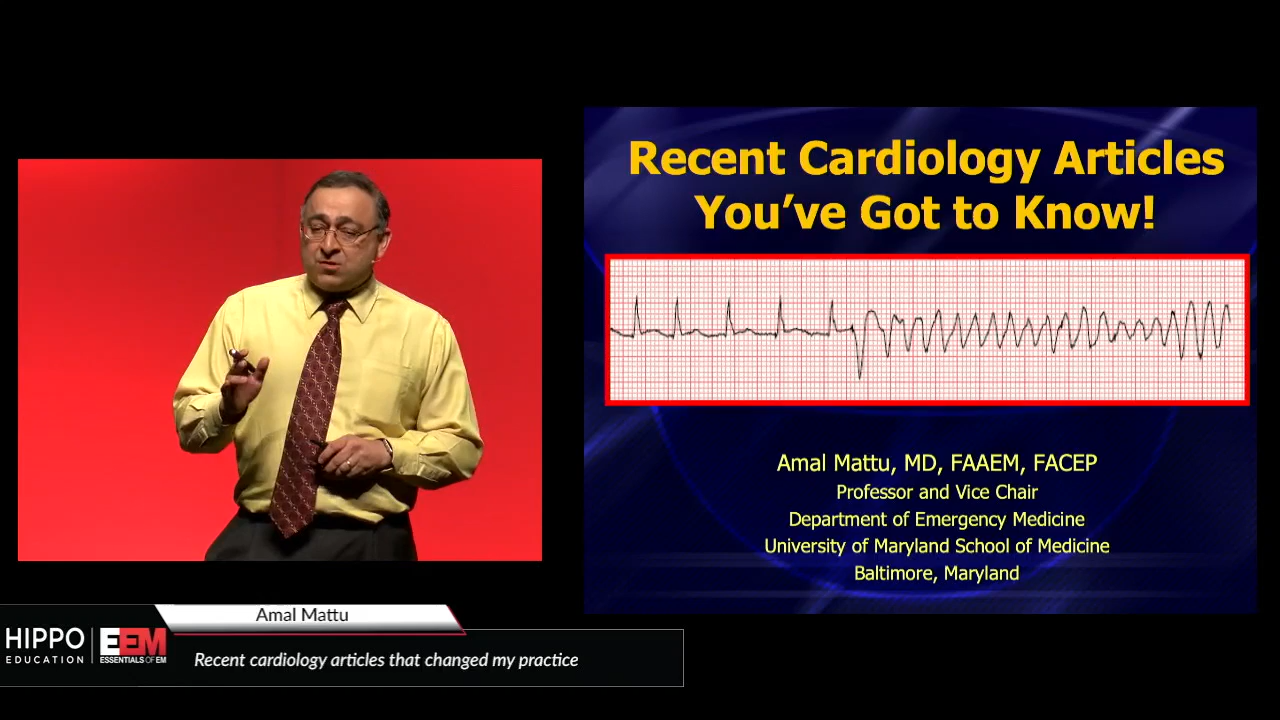 Recent Cardiology Articles
You've Got to Know!
Amal Mattu, MD, FAAEM, FACEP
Professor and Vice Chair
Department of Emergency Medicine
University of Maryland School of Medicine
Baltimore, Maryland
Amal Mattu
HIPPO
EDUCATION
EEM
ESSENTIALS OF EM
Recent cardiology articles that changed my practice